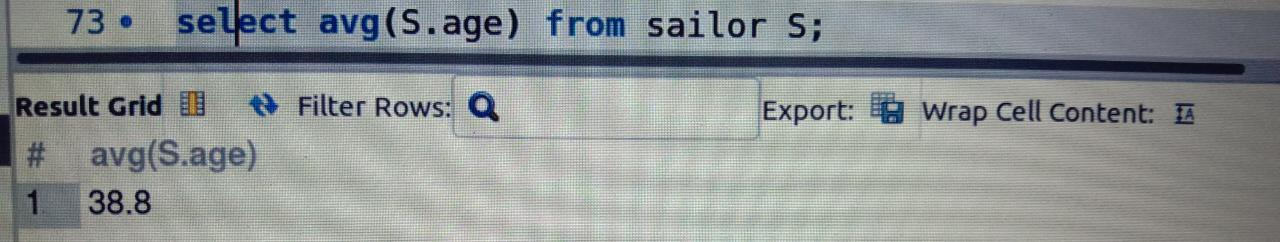 73 select avg(S.age) from sailor S;
Result Grid Filter Rows: Export: Wrap Cell Content: IA
# avg(S.age)
1 38.8